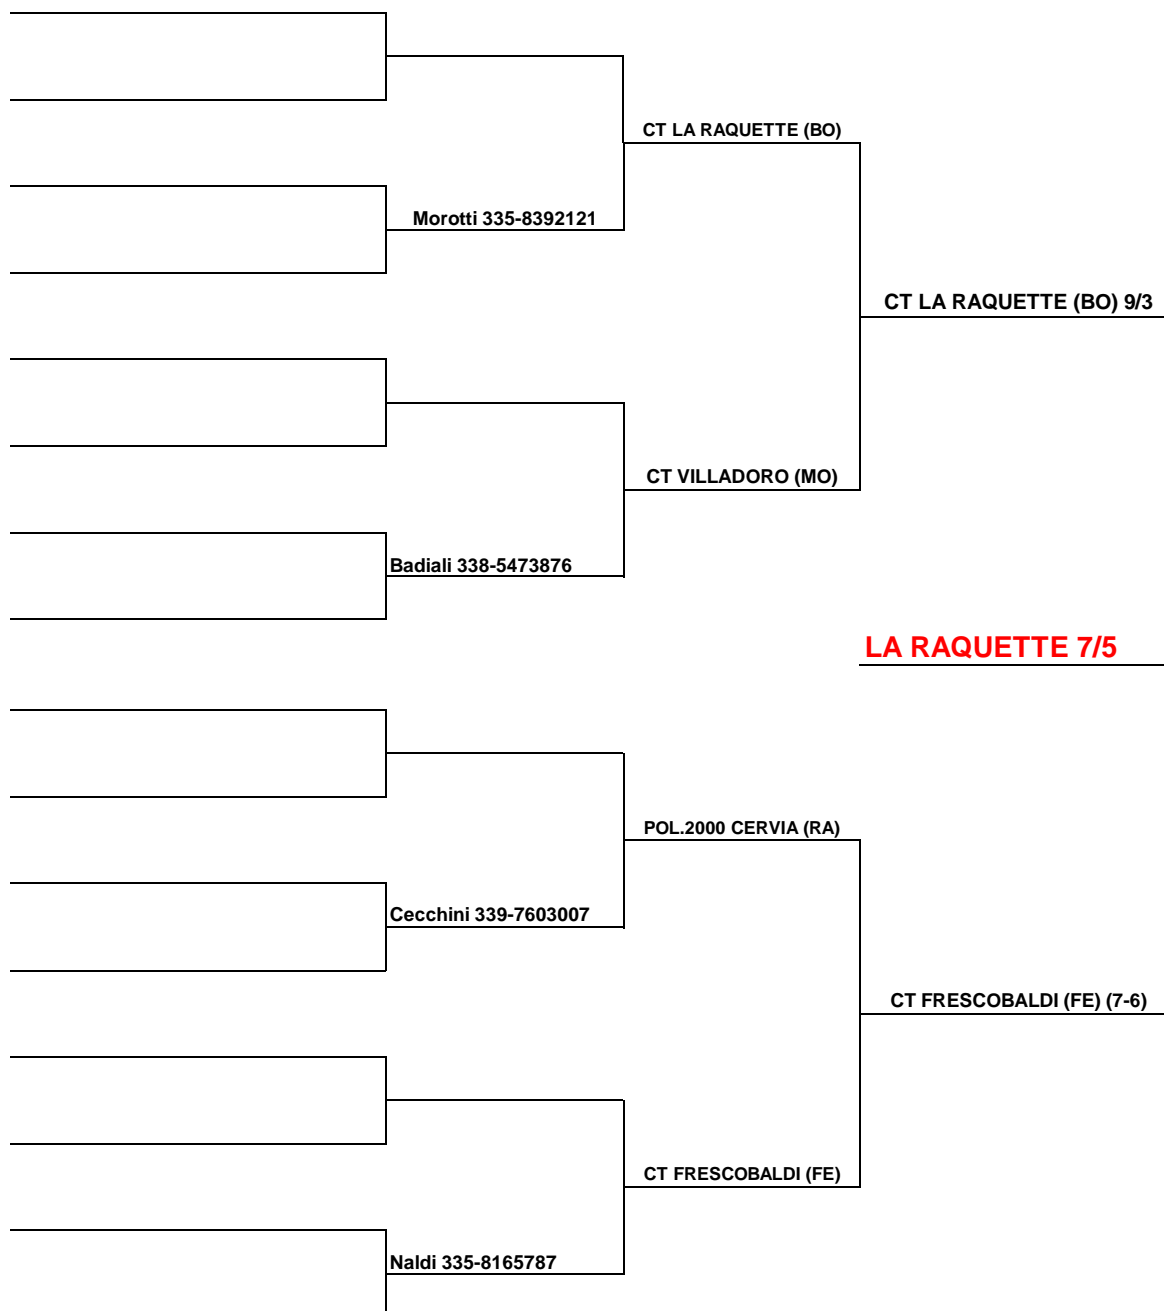 CT LA RAQUETTE (BO)
Morotti 335-8392121
CT LA RAQUETTE (BO) 9/3
CT VILLADORO (MO)
Badiali 338-5473876
LA RAQUETTE 7/5
POL.2000 CERVIA (RA)
Cecchini 339-7603007
CT FRESCOBALDI (FE) (7-6)
CT FRESCOBALDI (FE)
Naldi 335-8165787